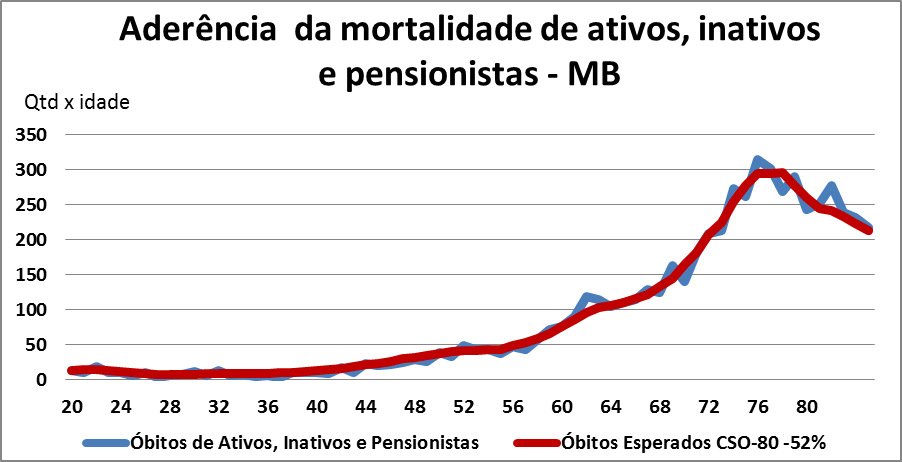 Aderência  da mortalidade de ativos, inativos
e pensionistas - MB
Qtd x idade
350
300
250
200
150
100
50
0
20 24 28 32 36 40 44 48 52 56 60 64 68 72 76 80
Óbitos de Ativos, Inativos e Pensionistas
Óbitos Esperados CSO-80 -52%